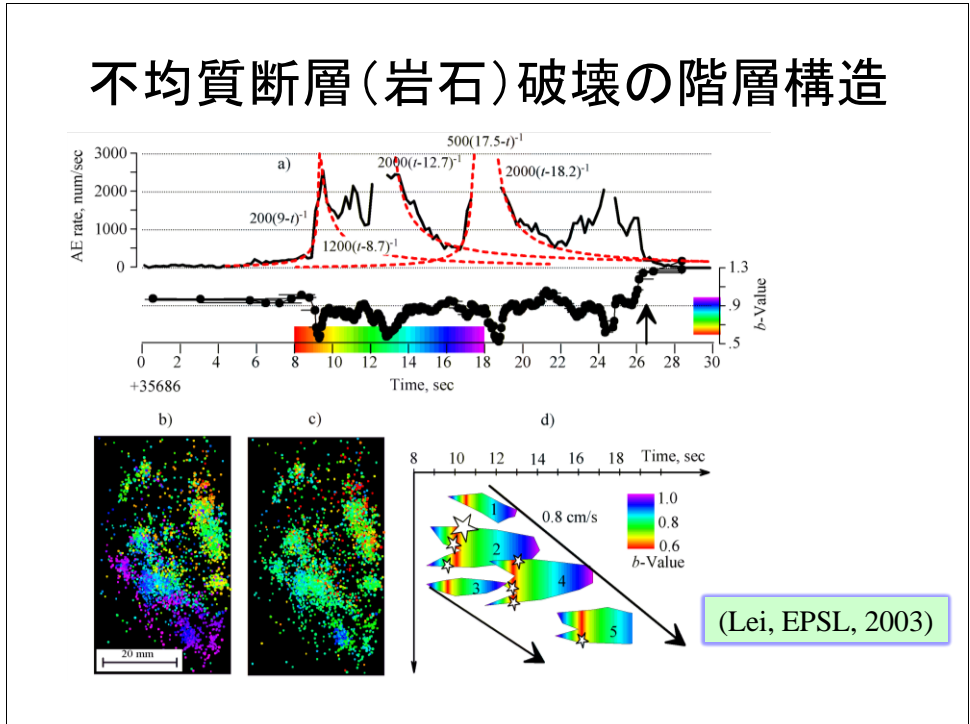 不均質断層（岩石）破壊の階層構造
500(17.5-t)⁻¹
3000
a)
2000(t-12.7)⁻¹
2000(t-18.2)⁻¹
2000
200(9-t)⁻¹
1000
1200(t-8.7)⁻¹
0
AE rate, num/sec
1.3
.9
.5
b-Value
0 2 4 6 8 10 12 14 16 18 20 22 24 26 28 30
+35686
Time, sec
b)
c)
d)
20 mm
8 10 12 14 16 18 Time, sec
0.8 cm/s
1
2
3
4
5
1.0
0.8
0.6
b-Value
(Lei, EPSL, 2003)